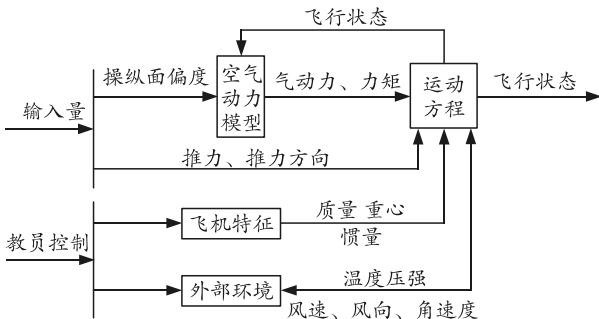 飞行状态
操纵面偏度
空气
动力
模型
气动力、力矩
运动
方程
飞行状态
输入量
推力、推力方向
教员控制
飞机特征
质量 重心
惯量
外部环境
温度压强
风速、风向、角速度